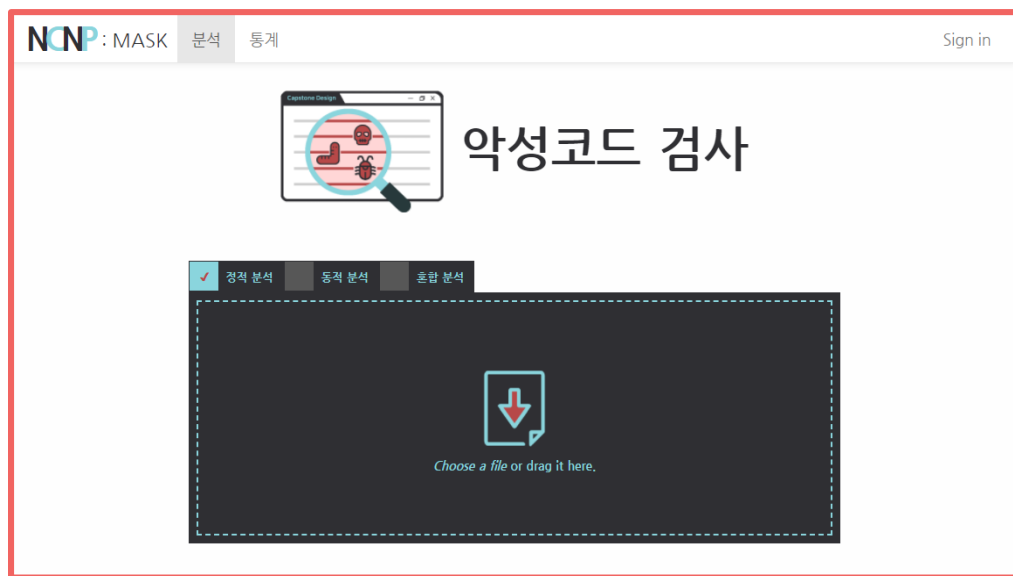 NCNP : MASK 분석 통계 Sign in
Capstone Design
악성코드 검사
정적 분석 동적 분석 혼합 분석
Choose a file or drag it here.